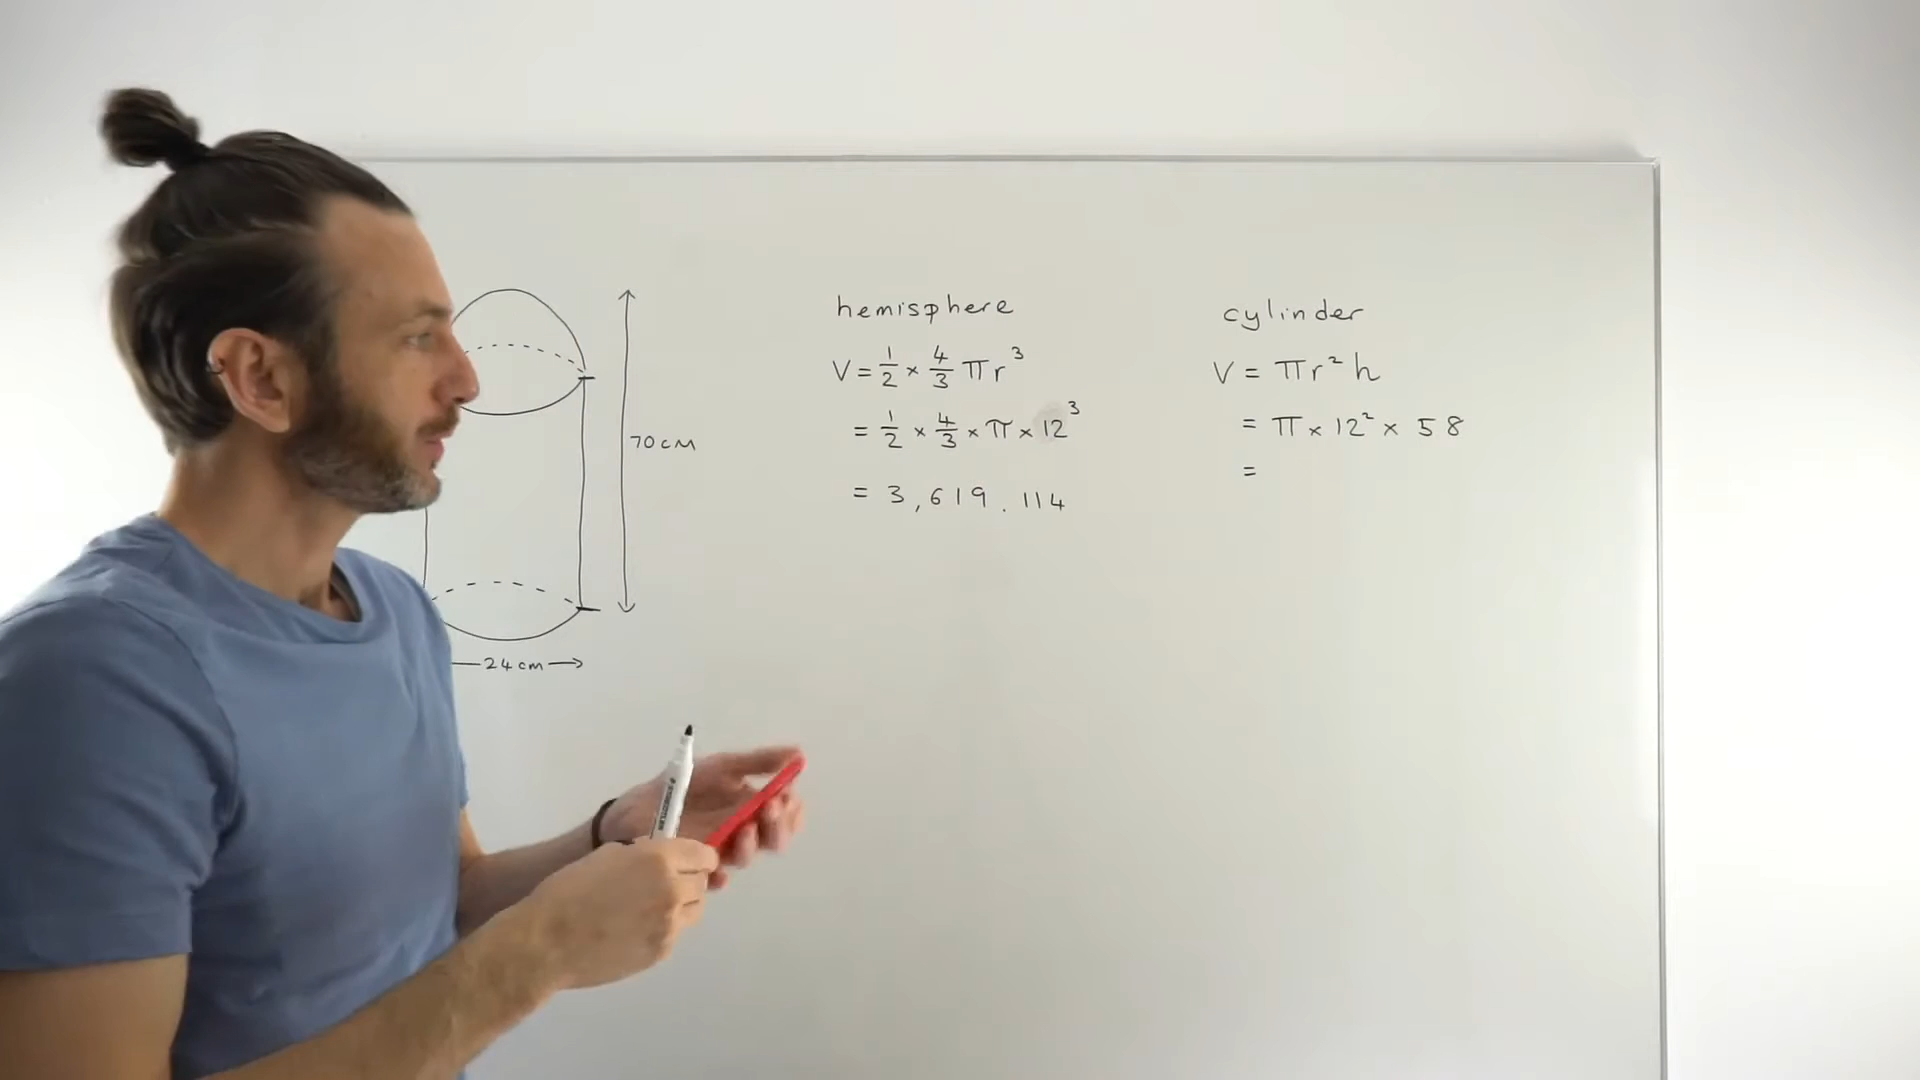 70cm
24cm
hemisphere
V = 1/2 × 4/3 πr³
= 1/2 × 4/3 × π × 12³
= 3,619.114
cylinder
V = πr²h
= π × 12² × 58
=